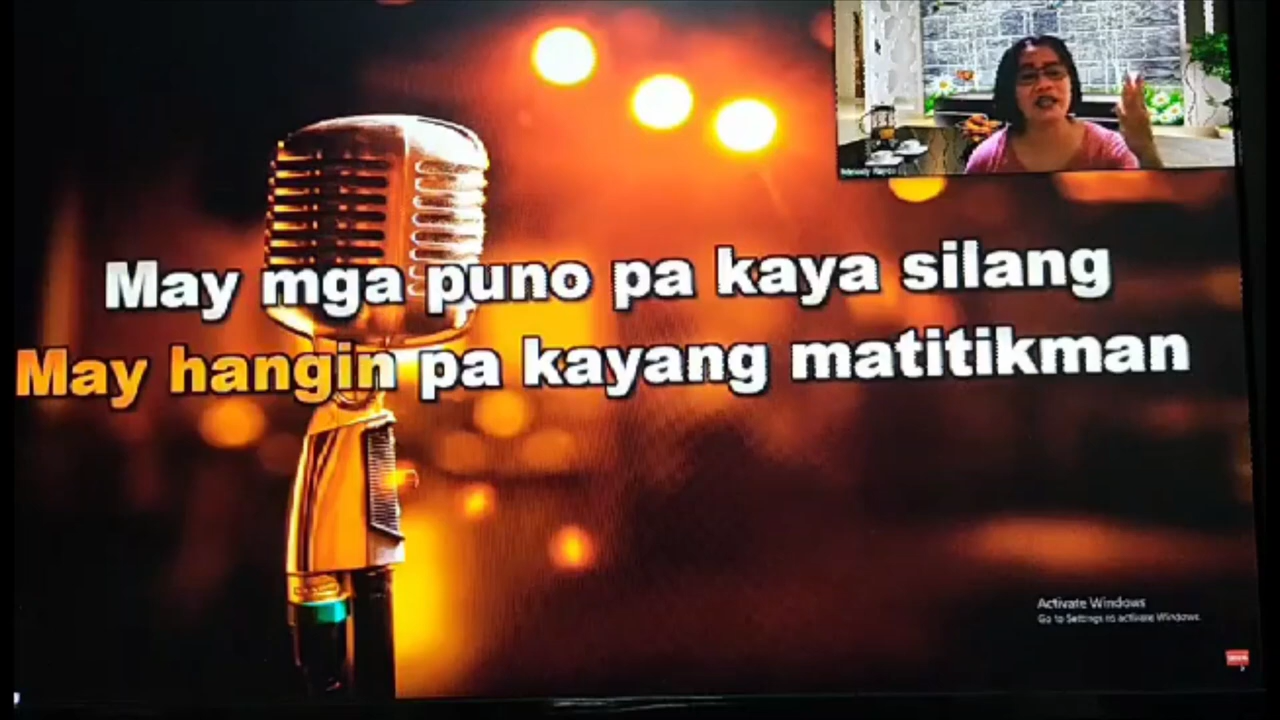 May mga puno pa kaya silang
May hangin pa kayang matitikman
Activate Windows
Go to Settings to activate Windows.